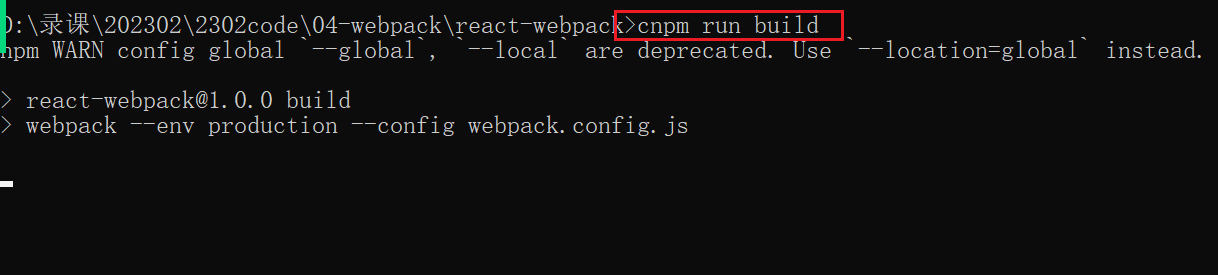 D:\录课\202302\2302code\04-webpack\react-webpack>cnpm run build
npm WARN config global `--global`, `--local` are deprecated. Use `--location=global` instead.
> react-webpack@1.0.0 build
> webpack --env production --config webpack.config.js